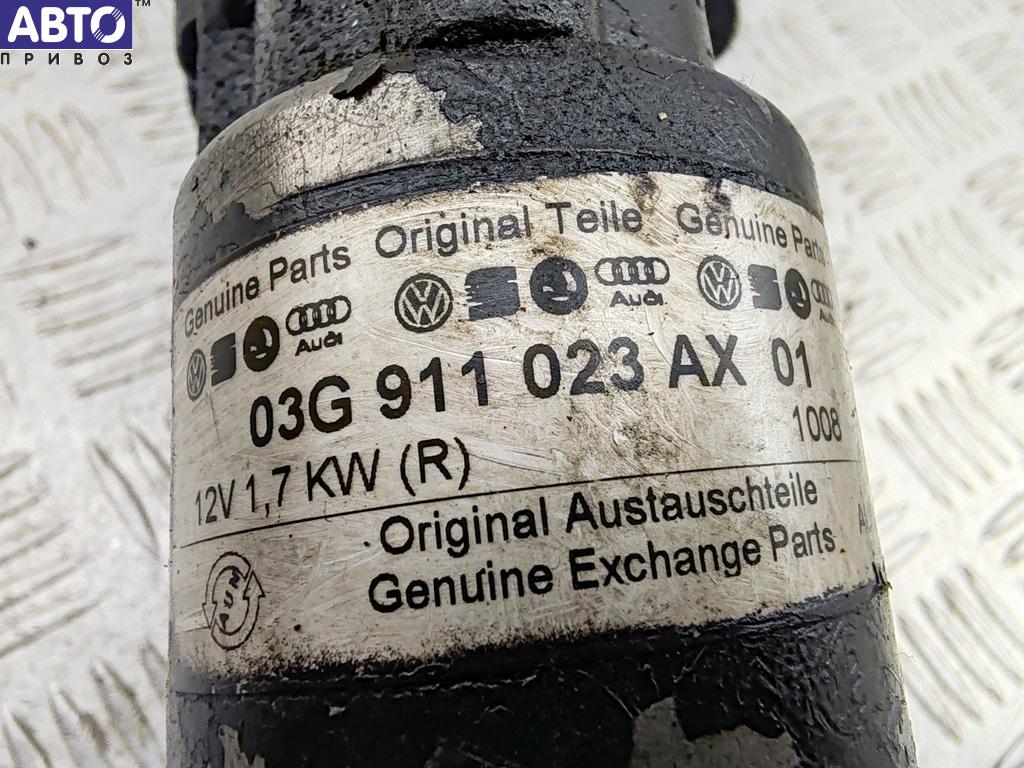 АВТО™
ПРИВОЗ
Genuine Parts Original Teile Genuine Parts
Audi Audi
03G 911 023 AX 01
12V 1,7 KW (R) 1008
Original Austauschteile
Genuine Exchange Parts